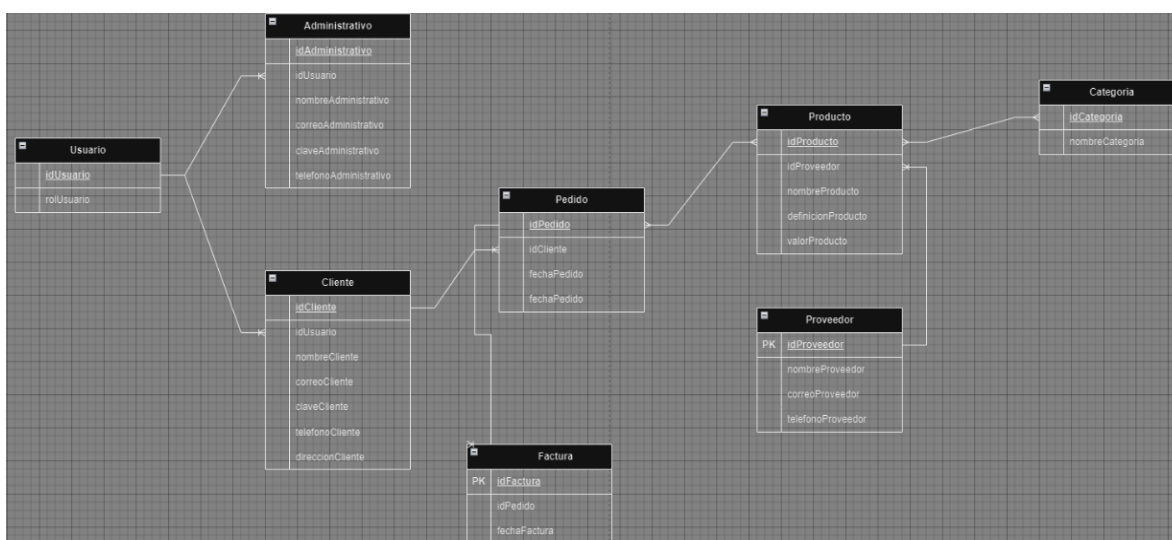 Administrativo
idAdministrativo
idUsuario
nombreAdministrativo
correoAdministrativo
claveAdministrativo
telefonoAdministrativo
Usuario
idUsuario
rolUsuario
Cliente
idCliente
idUsuario
nombreCliente
correoCliente
claveCliente
telefonoCliente
direccionCliente
Pedido
idPedido
idCliente
fechaPedido
fechaPedido
Factura
PK idFactura
idPedido
fechaFactura
Producto
idProducto
idProveedor
nombreProducto
definicionProducto
valorProducto
Proveedor
PK idProveedor
nombreProveedor
correoProveedor
telefonoProveedor
Categoria
idCategoria
nombreCategoria